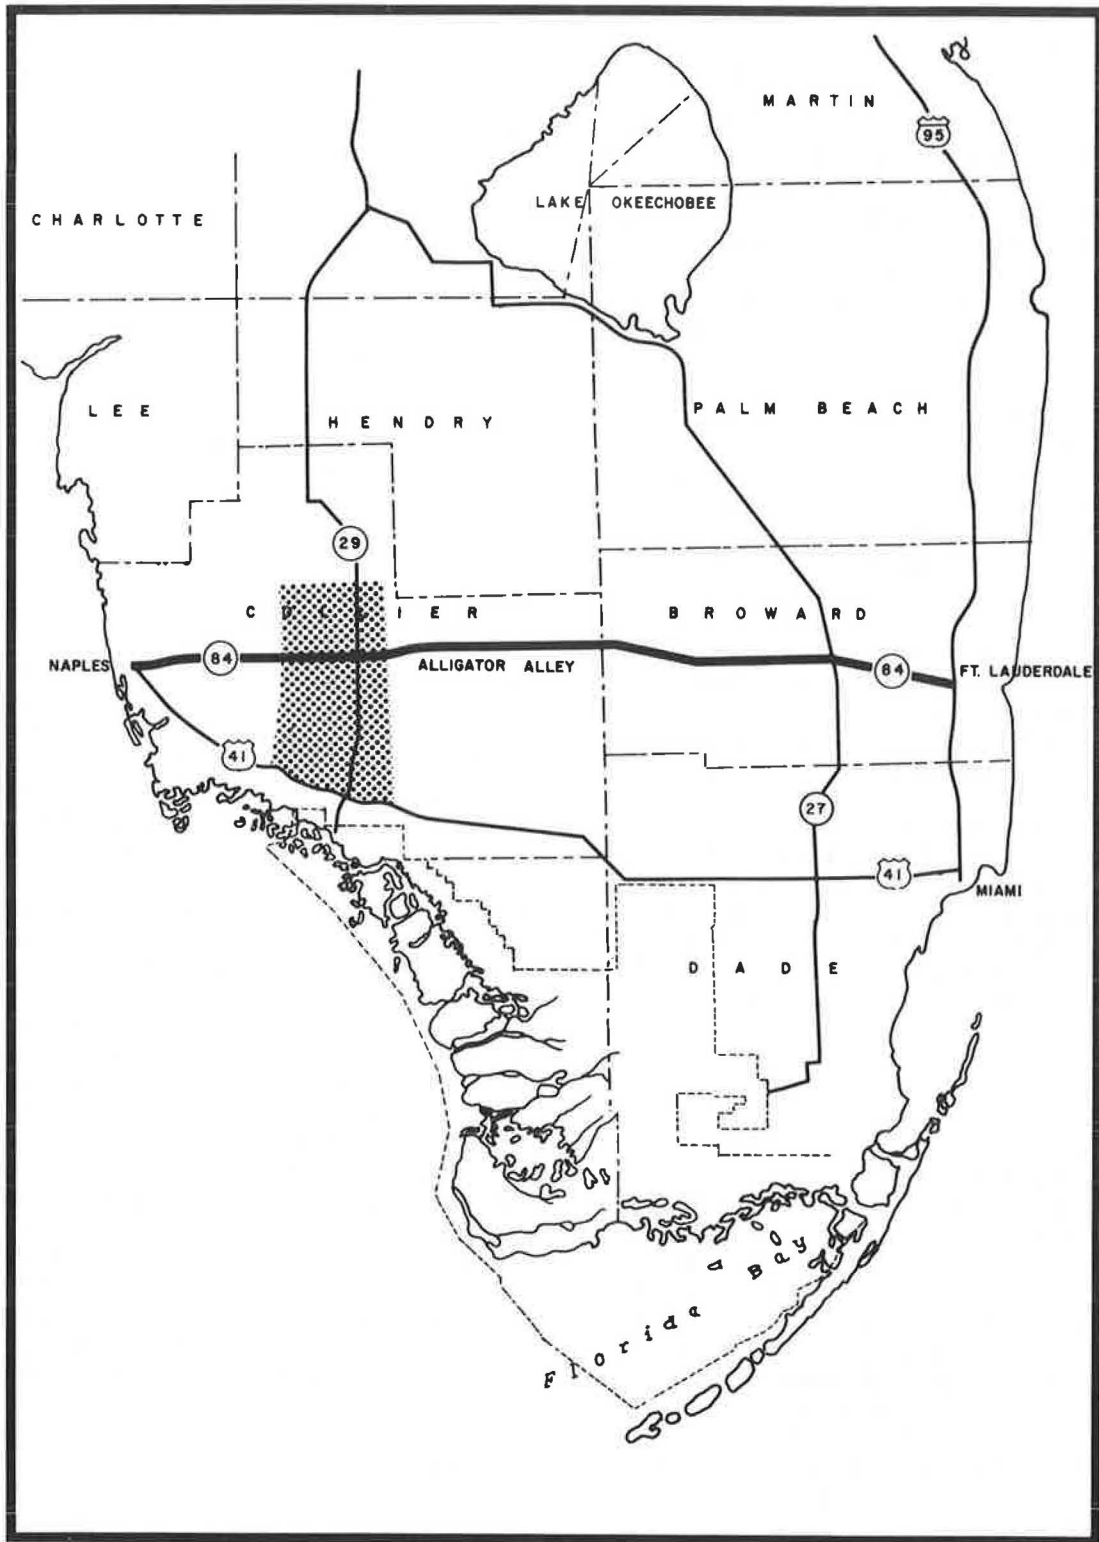 MARTIN
95
LAKE OKEECHOBEE
CHARLOTTE
LEE
HENDRY
PALM BEACH
29
COLLIER
BROWARD
NAPLES
84
ALLIGATOR ALLEY
84
FT. LAUDERDALE
41
27
41
MIAMI
DADE
Florida Bay